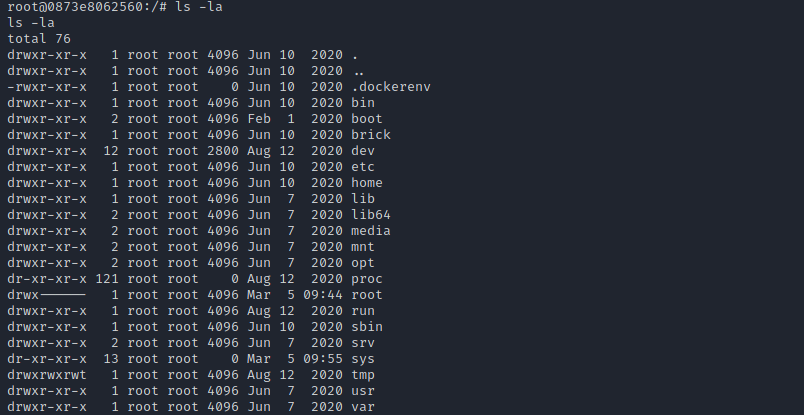 root@0873e8062560:/# ls -la
ls -la
total 76
drwxr-xr-x   1 root root 4096 Jun 10  2020 .
drwxr-xr-x   1 root root 4096 Jun 10  2020 ..
-rwxr-xr-x   1 root root    0 Jun 10  2020 .dockerenv
drwxr-xr-x   1 root root 4096 Jun 10  2020 bin
drwxr-xr-x   2 root root 4096 Feb  1  2020 boot
drwxr-xr-x   1 root root 4096 Jun 10  2020 brick
drwxr-xr-x  12 root root 2800 Aug 12  2020 dev
drwxr-xr-x   1 root root 4096 Jun 10  2020 etc
drwxr-xr-x   1 root root 4096 Jun 10  2020 home
drwxr-xr-x   1 root root 4096 Jun  7  2020 lib
drwxr-xr-x   2 root root 4096 Jun  7  2020 lib64
drwxr-xr-x   2 root root 4096 Jun  7  2020 media
drwxr-xr-x   2 root root 4096 Jun  7  2020 mnt
drwxr-xr-x   2 root root 4096 Jun  7  2020 opt
dr-xr-xr-x 121 root root    0 Aug 12  2020 proc
drwx------   1 root root 4096 Mar  5 09:44 root
drwxr-xr-x   1 root root 4096 Aug 12  2020 run
drwxr-xr-x   1 root root 4096 Jun 10  2020 sbin
drwxr-xr-x   2 root root 4096 Jun  7  2020 srv
dr-xr-xr-x  13 root root    0 Mar  5 09:55 sys
drwxrwxrwt   1 root root 4096 Aug 12  2020 tmp
drwxr-xr-x   1 root root 4096 Jun  7  2020 usr
drwxr-xr-x   1 root root 4096 Jun  7  2020 var